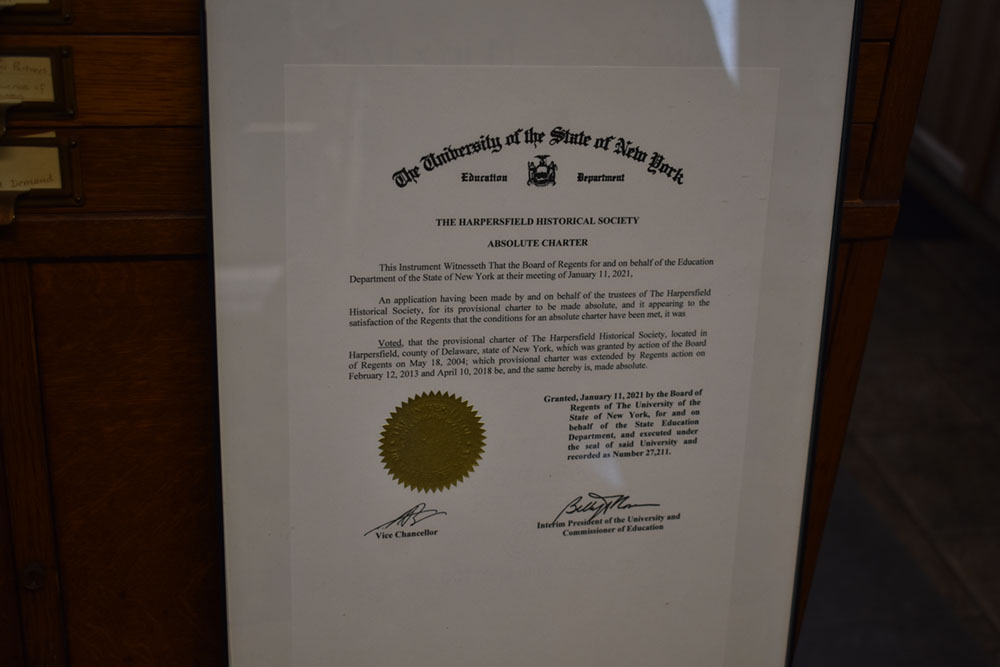 Demand
The University of the State of New York
Education Department
THE HARPERSFIELD HISTORICAL SOCIETY
ABSOLUTE CHARTER
This Instrument Witnesseth That the Board of Regents for and on behalf of the Education
Department of the State of New York at their meeting of January 11, 2021,
An application having been made by and on behalf of the trustees of The Harpersfield
Historical Society, for its provisional charter to be made absolute, and it appearing to the
satisfaction of the Regents that the conditions for an absolute charter have been met, it was
Voted, that the provisional charter of The Harpersfield Historical Society, located in
Harpersfield, county of Delaware, state of New York, which was granted by action of the Board
of Regents on May 18, 2004; which provisional charter was extended by Regents action on
February 12, 2013 and April 10, 2018 be, and the same hereby is, made absolute.
Granted, January 11, 2021 by the Board of
Regents of The University of the
State of New York, for and on
behalf of the State Education
Department, and executed under
the seal of said University and
recorded as Number 27,211.
Vice Chancellor
Interim President of the University and
Commissioner of Education